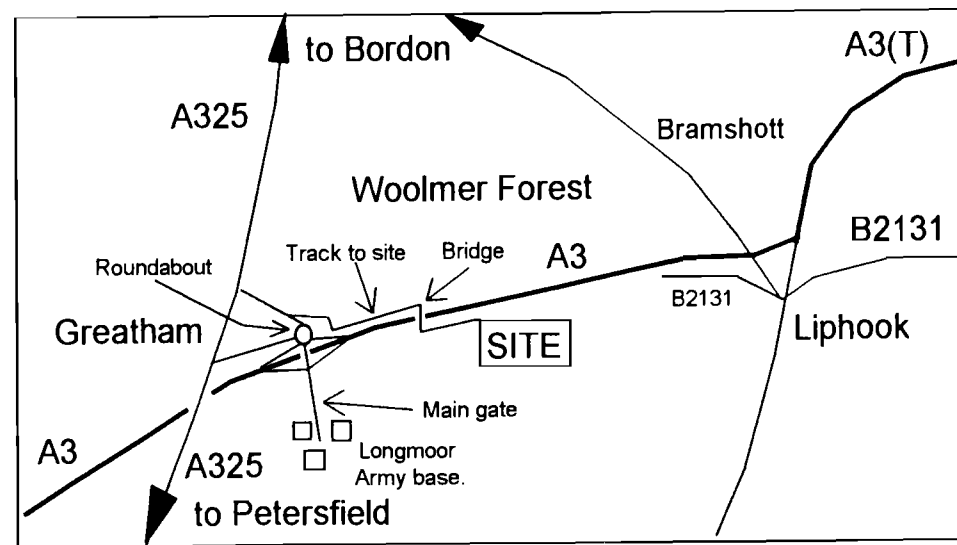 to Bordon
A3(T)
A325
Bramshott
Woolmer Forest
B2131
Track to site
Bridge
A3
Roundabout
B2131
Greatham
SITE
Liphook
Main gate
A3
Longmoor
Army base.
A325
to Petersfield